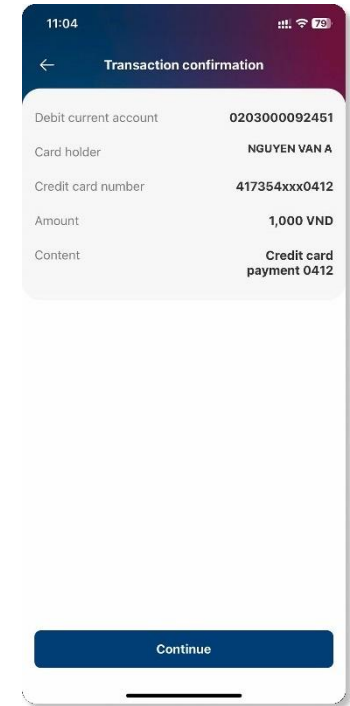 11:04
79
Transaction confirmation
Debit current account 0203000092451
Card holder NGUYEN VAN A
Credit card number 417354xxx0412
Amount 1,000 VND
Content Credit card
payment 0412
Continue